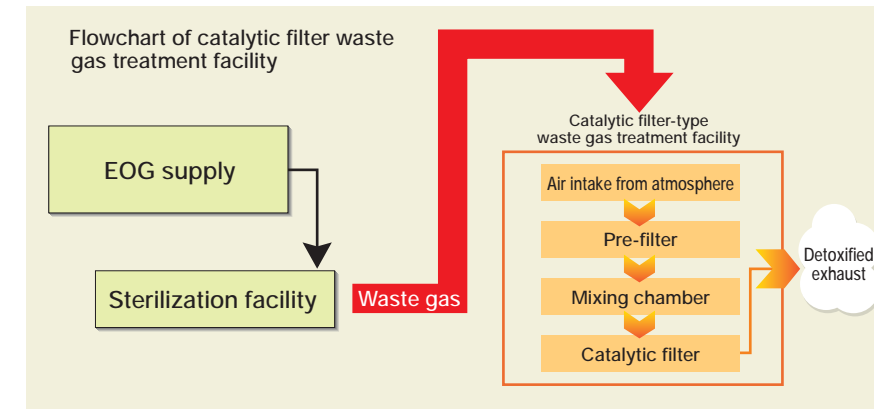 Flowchart of catalytic filter waste
gas treatment facility
EOG supply
Sterilization facility
Waste gas
Catalytic filter-type
waste gas treatment facility
Air intake from atmosphere
Pre-filter
Mixing chamber
Catalytic filter
Detoxified
exhaust